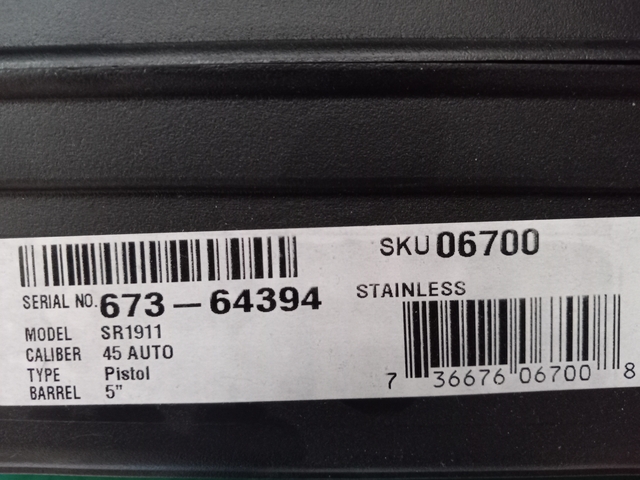 SKU 06700
SERIAL NO. 673-64394
STAINLESS
MODEL SR1911
CALIBER 45 AUTO
TYPE Pistol
BARREL 5"
7 36676 06700 8